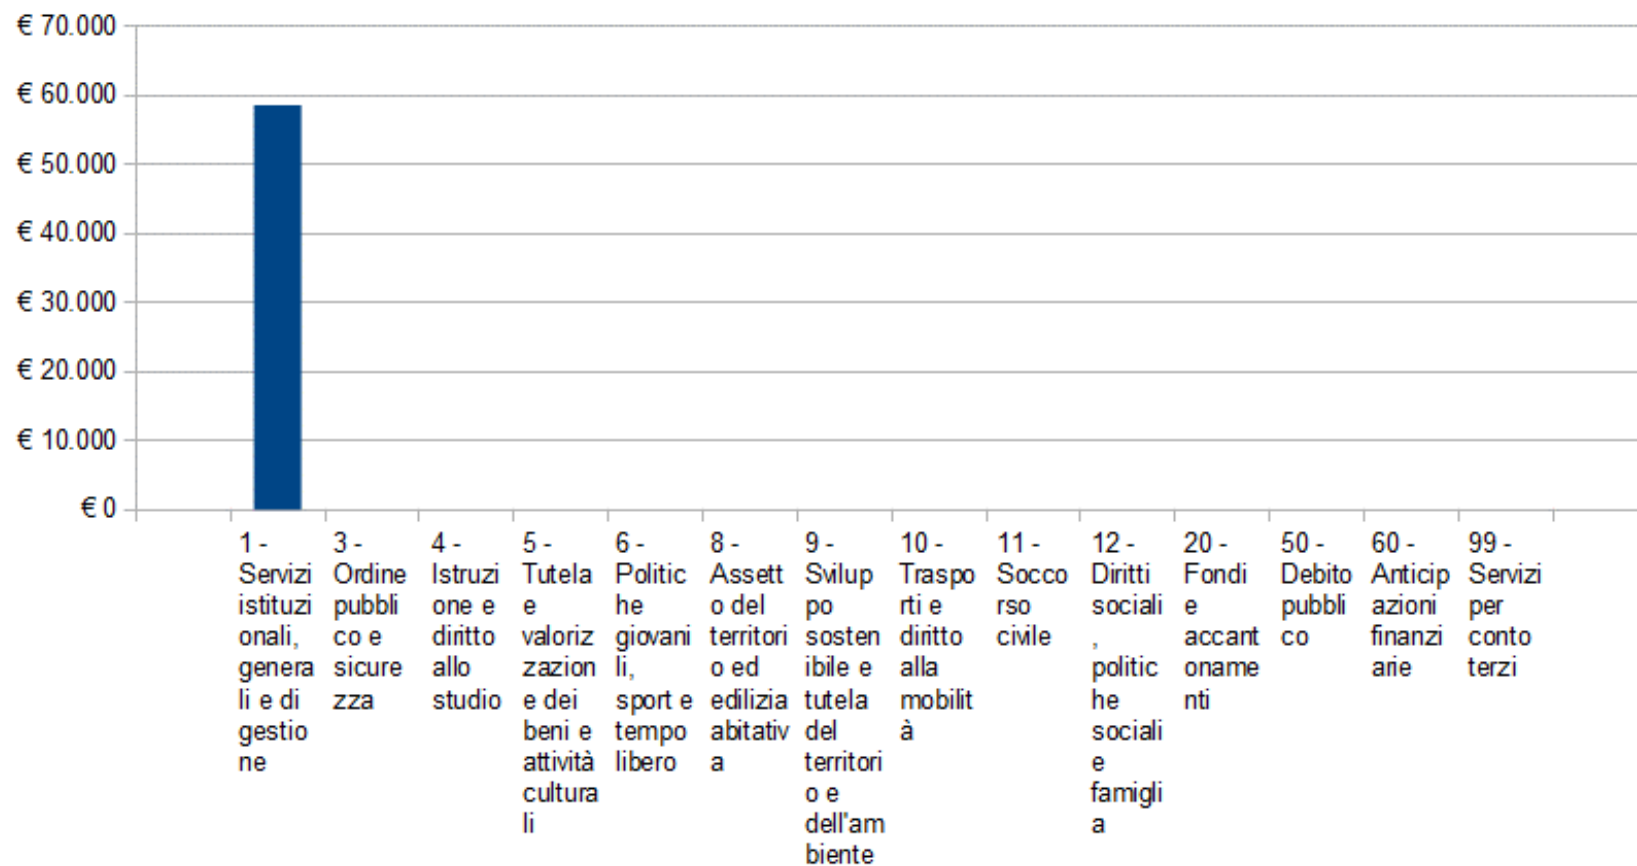 € 70.000
€ 60.000
€ 50.000
€ 40.000
€ 30.000
€ 20.000
€ 10.000
€ 0
1 -
Servizi
istituzi
onali,
genera
li e di
gestio
ne
3 -
Ordine
pubbli
co e
sicure
zza
4 -
Istruzi
one e
diritto
allo
studio
5 -
Tutela
e
valoriz
zazion
e dei
beni e
attività
cultura
li
6 -
Politic
he
giovani
li,
sport e
tempo
libero
8 -
Assett
o del
territori
o ed
edilizia
abitativ
a
9 -
Svilup
po
sosten
ibile e
tutela
del
territori
o e
dell'am
biente
10 -
Traspo
rti e
diritto
alla
mobilit
à
11 -
Socco
rso
civile
12 -
Diritti
sociali
,
politic
he
sociali
e
famigli
a
20 -
Fondi
e
accant
oname
nti
50 -
Debito
pubbli
co
60 -
Anticip
azioni
finanzi
arie
99 -
Servizi
per
conto
terzi